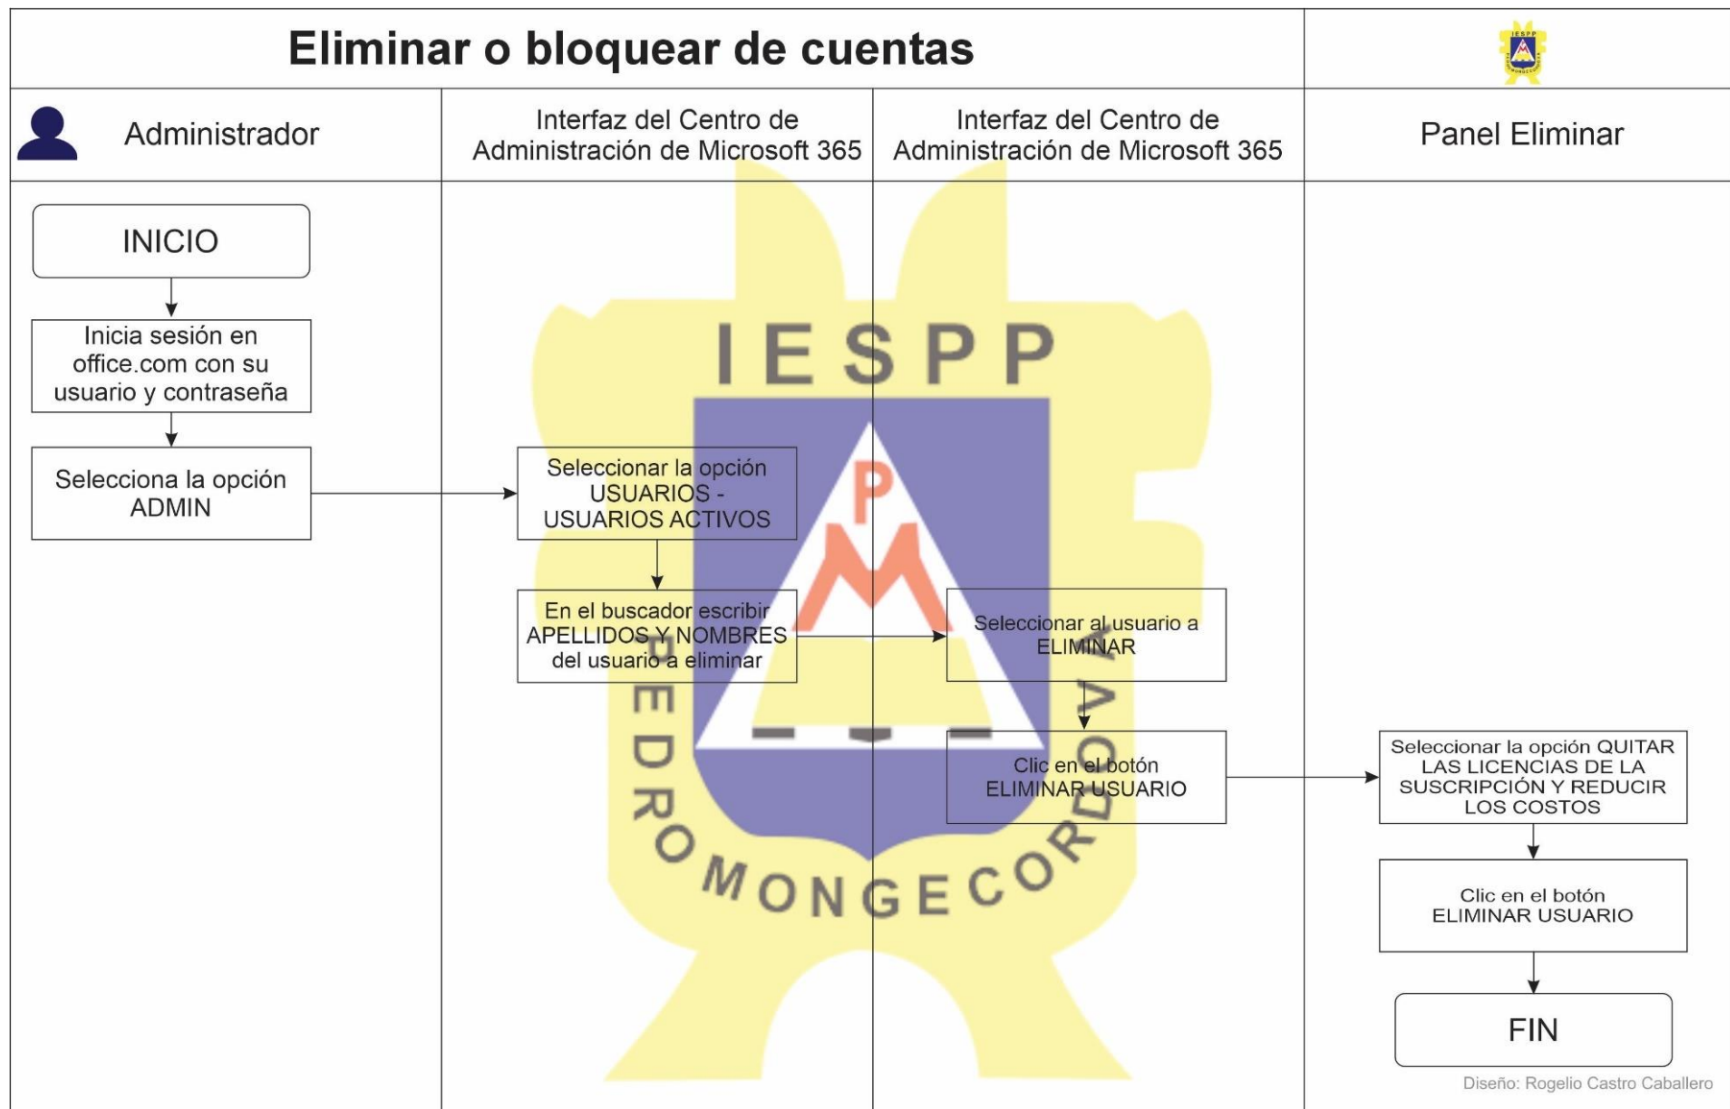 Eliminar o bloquear de cuentas
IESPP
Administrador
Interfaz del Centro de
Administración de Microsoft 365
Interfaz del Centro de
Administración de Microsoft 365
Panel Eliminar
INICIO
Inicia sesión en
office.com con su
usuario y contraseña
Selecciona la opción
ADMIN
Seleccionar la opción
USUARIOS -
USUARIOS ACTIVOS
En el buscador escribir
APELLIDOS Y NOMBRES
del usuario a eliminar
Seleccionar al usuario a
ELIMINAR
Clic en el botón
ELIMINAR USUARIO
Seleccionar la opción QUITAR
LAS LICENCIAS DE LA
SUSCRIPCIÓN Y REDUCIR
LOS COSTOS
Clic en el botón
ELIMINAR USUARIO
FIN
IESPP
P
M
PEDROMONGECORDOVA
Diseño: Rogelio Castro Caballero